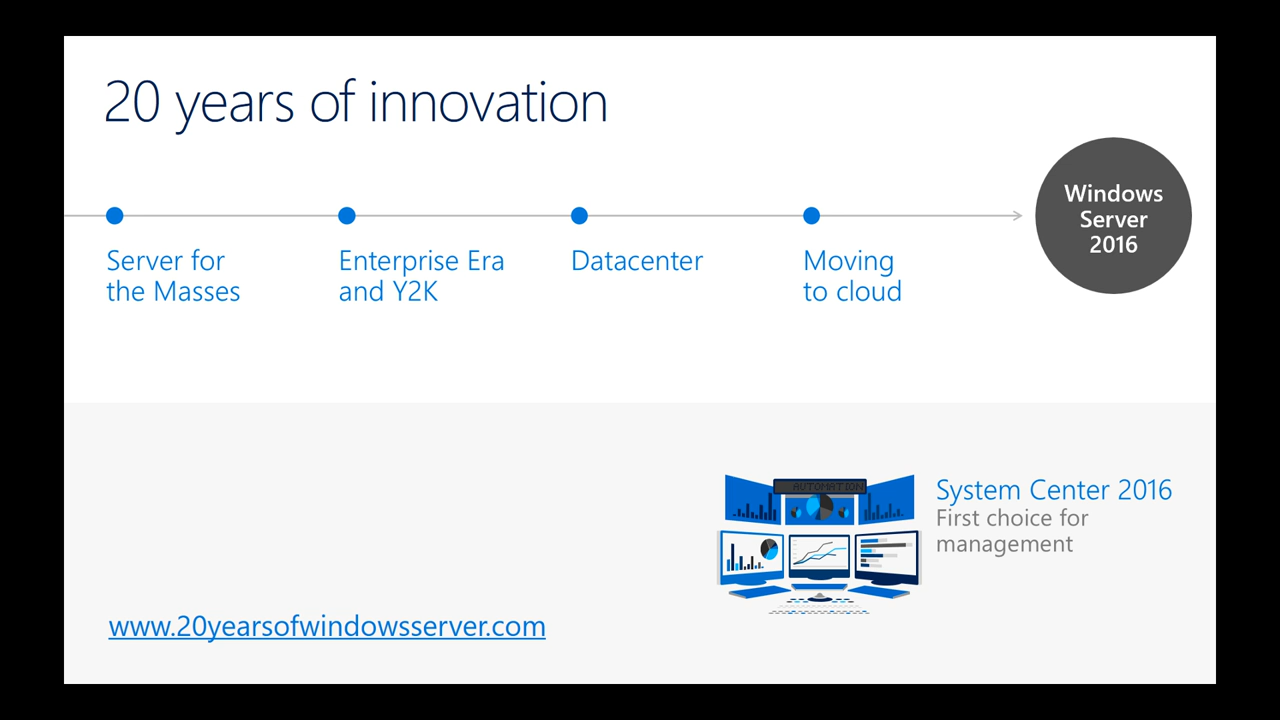 20 years of innovation
Windows
Server
2016
Server for
the Masses
Enterprise Era
and Y2K
Datacenter
Moving
to cloud
AUTOMATION
System Center 2016
First choice for
management
www.20yearsofwindowsserver.com